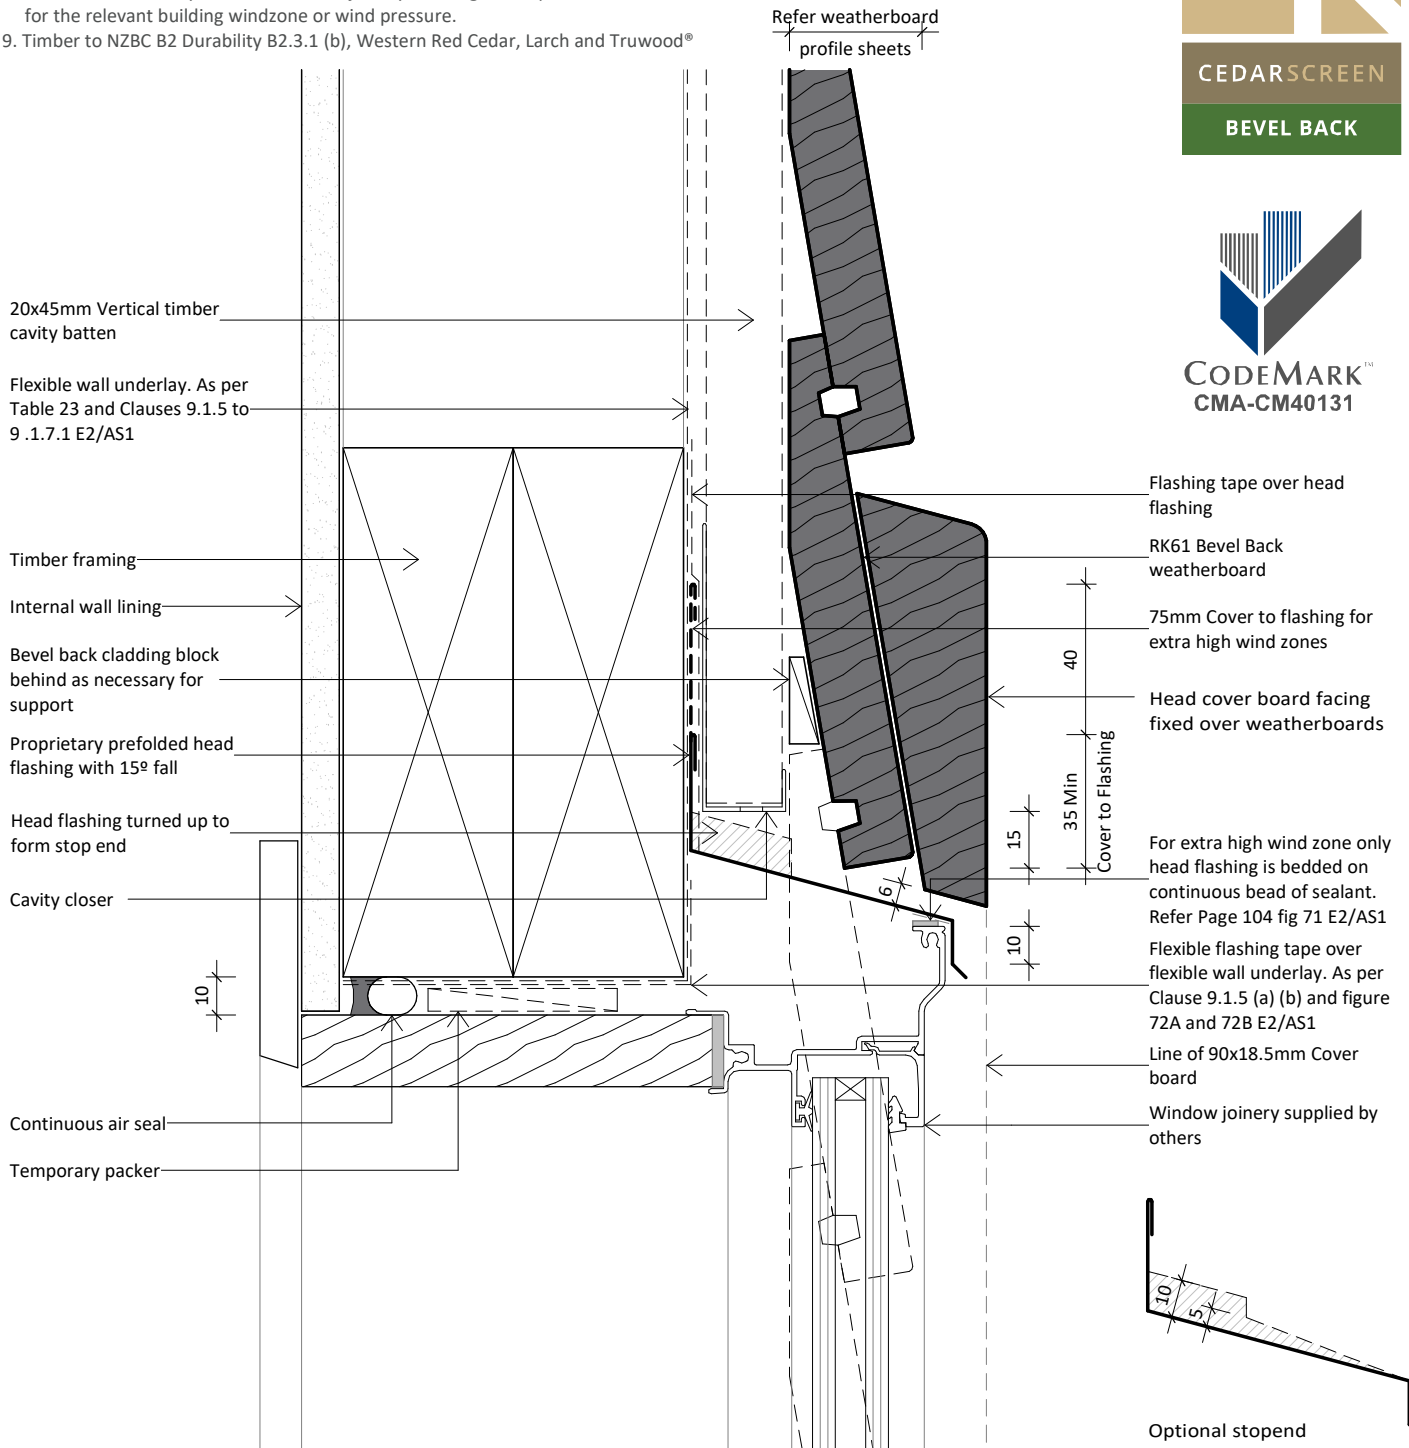 for the relevant building windzone or wind pressure.
9. Timber to NZBC B2 Durability B2.3.1 (b), Western Red Cedar, Larch and Truwood®
Refer weatherboard
profile sheets
CEDARSCREEN
BEVEL BACK
CODEMARK™
CMA-CM40131
20x45mm Vertical timber
cavity batten
Flexible wall underlay. As per
Table 23 and Clauses 9.1.5 to
9 .1.7.1 E2/AS1
Timber framing
Internal wall lining
Bevel back cladding block
behind as necessary for
support
Proprietary prefolded head
flashing with 15º fall
Head flashing turned up to
form stop end
Cavity closer
10
Continuous air seal
Temporary packer
Flashing tape over head
flashing
RK61 Bevel Back
weatherboard
75mm Cover to flashing for
extra high wind zones
40
Head cover board facing
fixed over weatherboards
35 Min
Cover to Flashing
15
6
10
For extra high wind zone only
head flashing is bedded on
continuous bead of sealant.
Refer Page 104 fig 71 E2/AS1
Flexible flashing tape over
flexible wall underlay. As per
Clause 9.1.5 (a) (b) and figure
72A and 72B E2/AS1
Line of 90x18.5mm Cover
board
Window joinery supplied by
others
10
5
Optional stopend